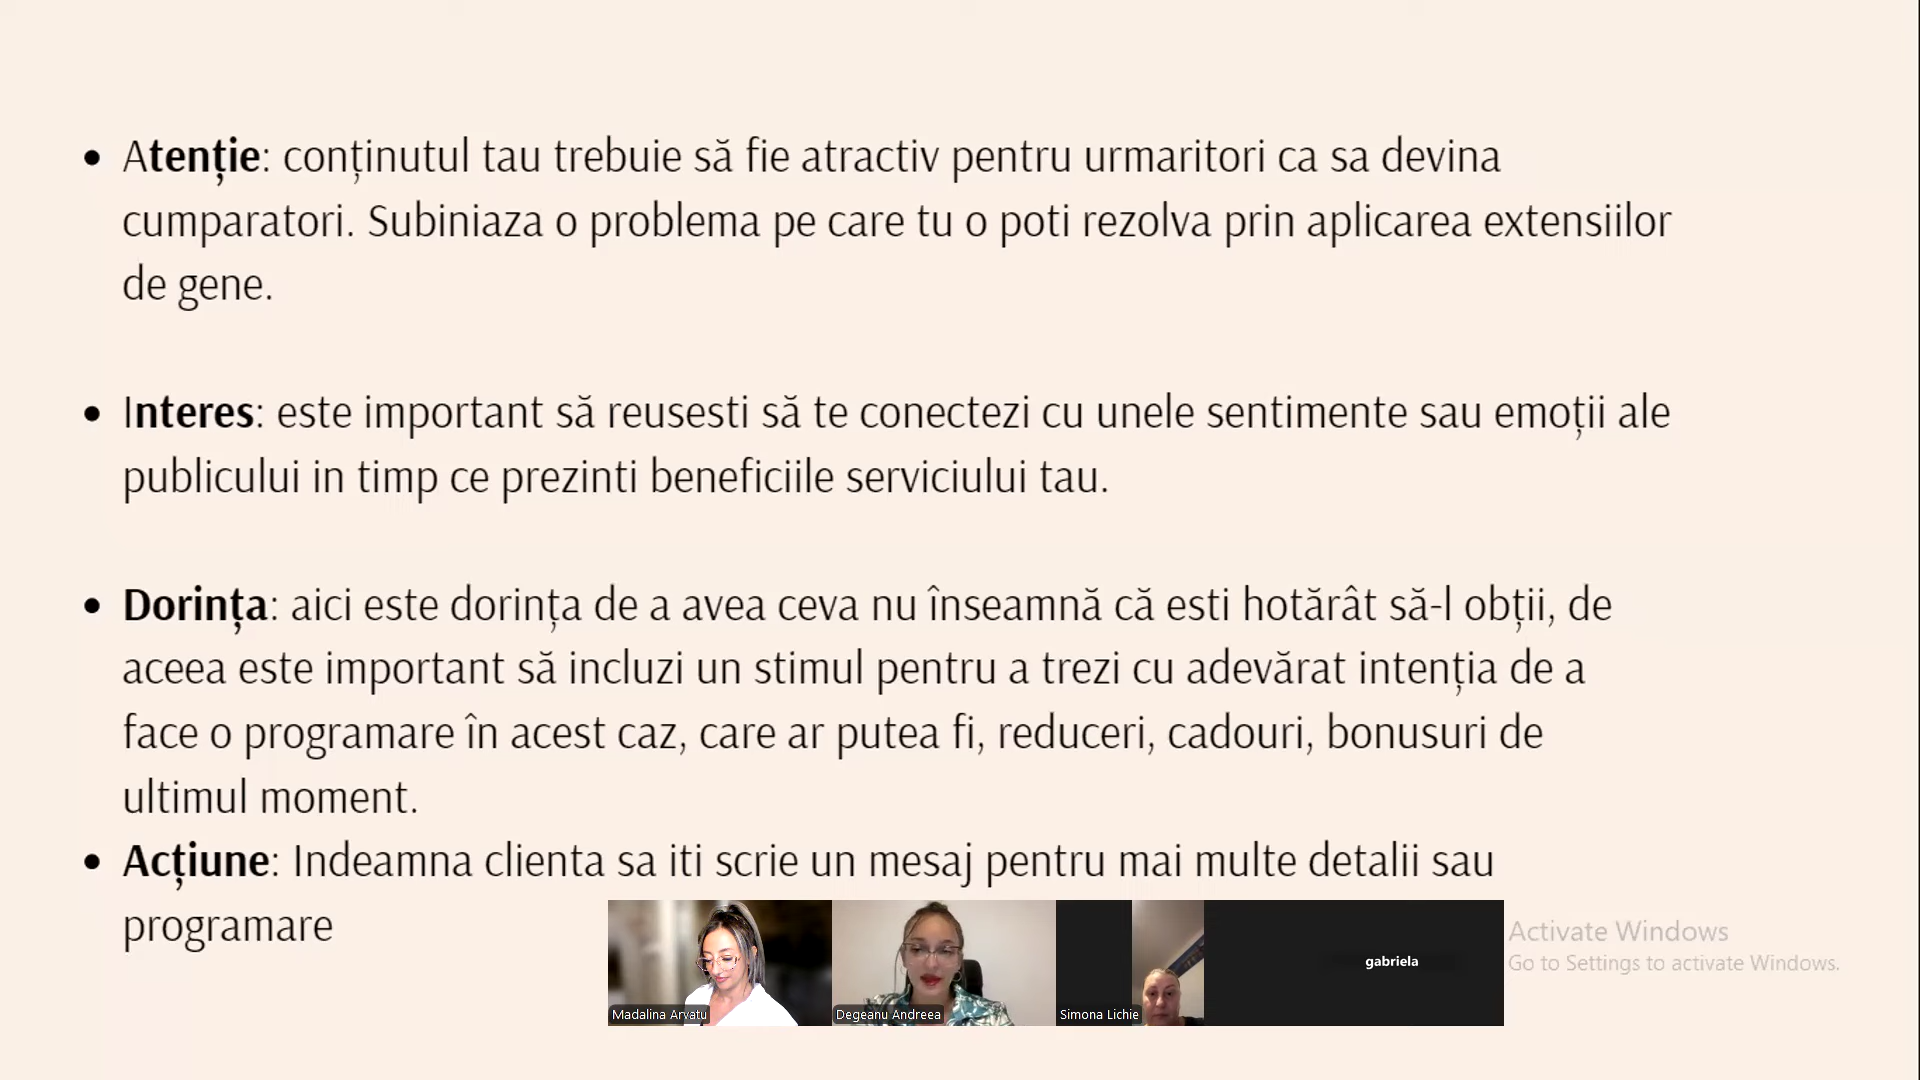 Atenție: conținutul tau trebuie să fie atractiv pentru urmaritori ca sa devina
cumparatori. Subiniaza o problema pe care tu o poti rezolva prin aplicarea extensiilor
de gene.
Interes: este important să reusesti să te conectezi cu unele sentimente sau emoții ale
publicului in timp ce prezinti beneficiile serviciului tau.
Dorința: aici este dorința de a avea ceva nu înseamnă că esti hotărât să-l obții, de
aceea este important să incluzi un stimul pentru a trezi cu adevărat intenția de a
face o programare în acest caz, care ar putea fi, reduceri, cadouri, bonusuri de
ultimul moment.
Acțiune: Indeamna clienta sa iti scrie un mesaj pentru mai multe detalii sau
programare
Madalina Arvatu
Degeanu Andreea
Simona Lichie
gabriela
Activate Windows
Go to Settings to activate Windows.